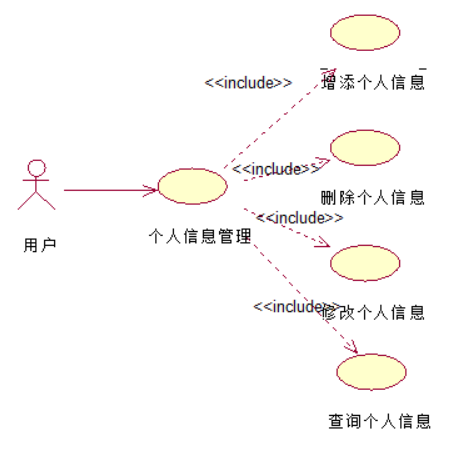 <<include>>
增添个人信息
<<include>>
删除个人信息
<<include>>
用户
个人信息管理
<<include>>
修改个人信息
查询个人信息